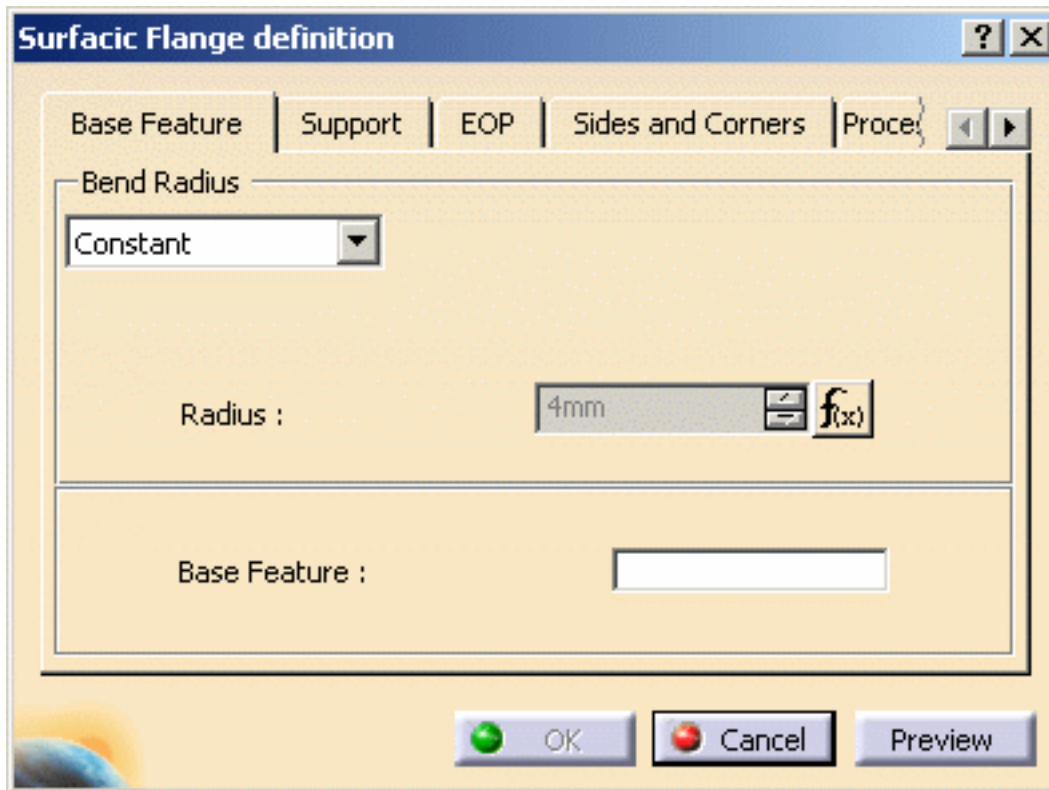 Surfacic Flange definition
Base Feature Support EOP Sides and Corners
Bend Radius
Constant
Radius : 4mm f(x)
Base Feature :
OK Cancel Preview